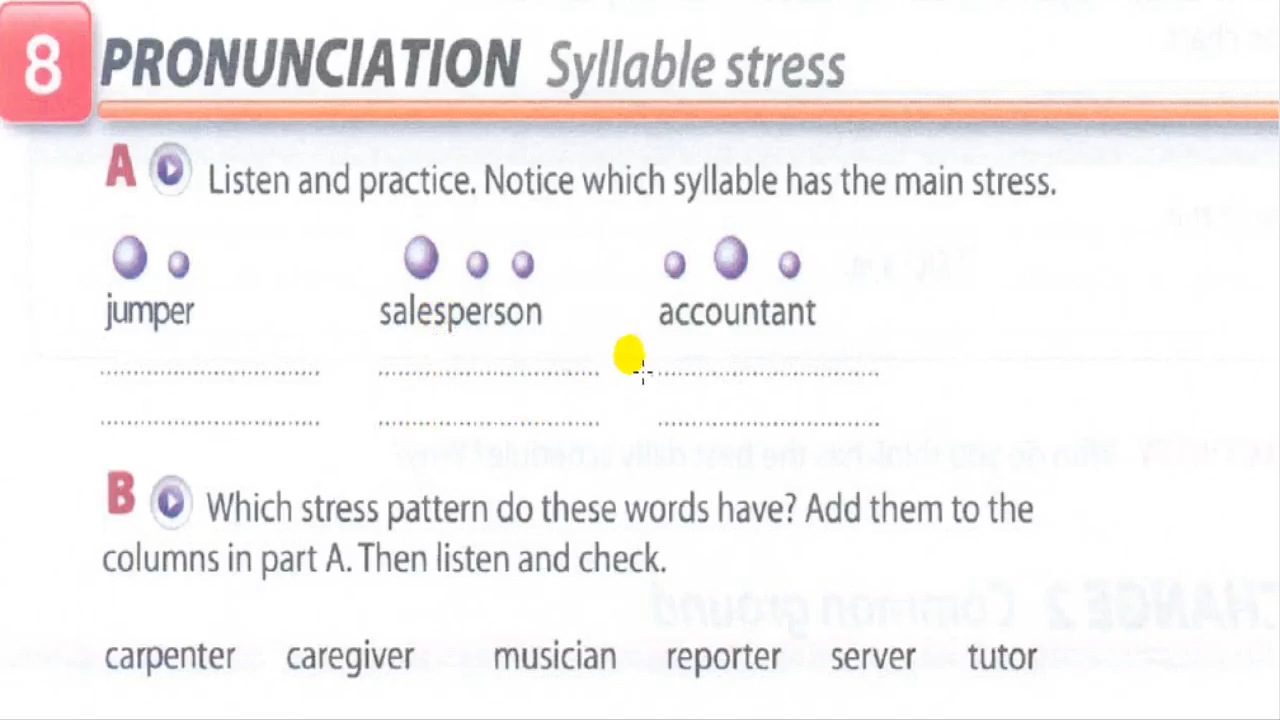 8 PRONUNCIATION Syllable stress
A Listen and practice. Notice which syllable has the main stress.
jumper salesperson accountant
B Which stress pattern do these words have? Add them to the
columns in part A. Then listen and check.
carpenter caregiver musician reporter server tutor